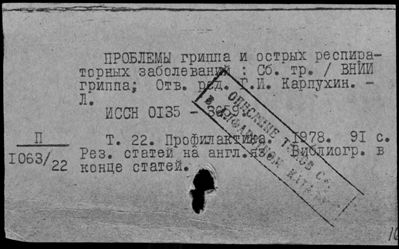 ПРОБЛЕМЫ гриппа и острых респира-
торных заболеваний : Сб. тр. / ВНИИ
гриппа; Отв. ред. Г.И. Карпухин. -
Л.
ИССН 0135 -
П
1063/22
Т. 22. Профилактика. 1978. 91 с.
Рез. статей на англ.яз. Библиогр. в
конце статей.
ОПИСАНИЕ